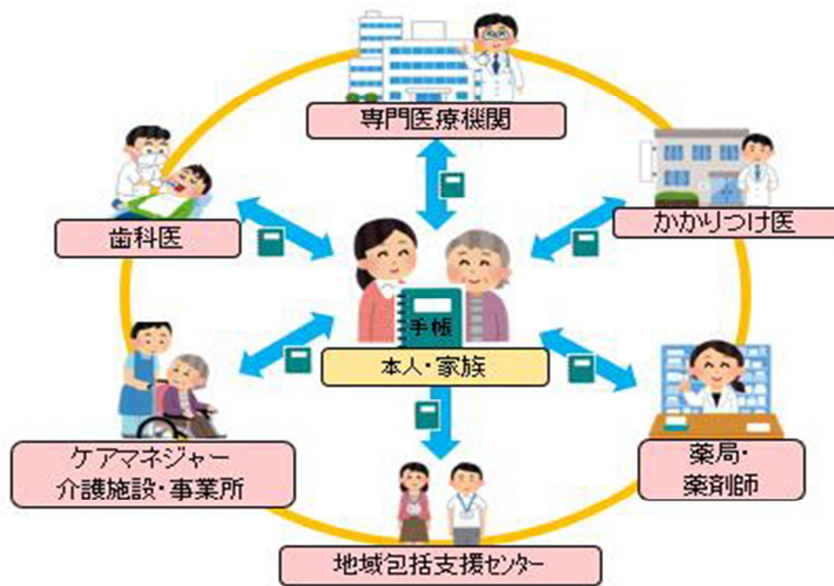 専門医療機関
歯科医
かかりつけ医
手帳
本人・家族
ケアマネジャー
介護施設・事業所
薬局・
薬剤師
地域包括支援センター